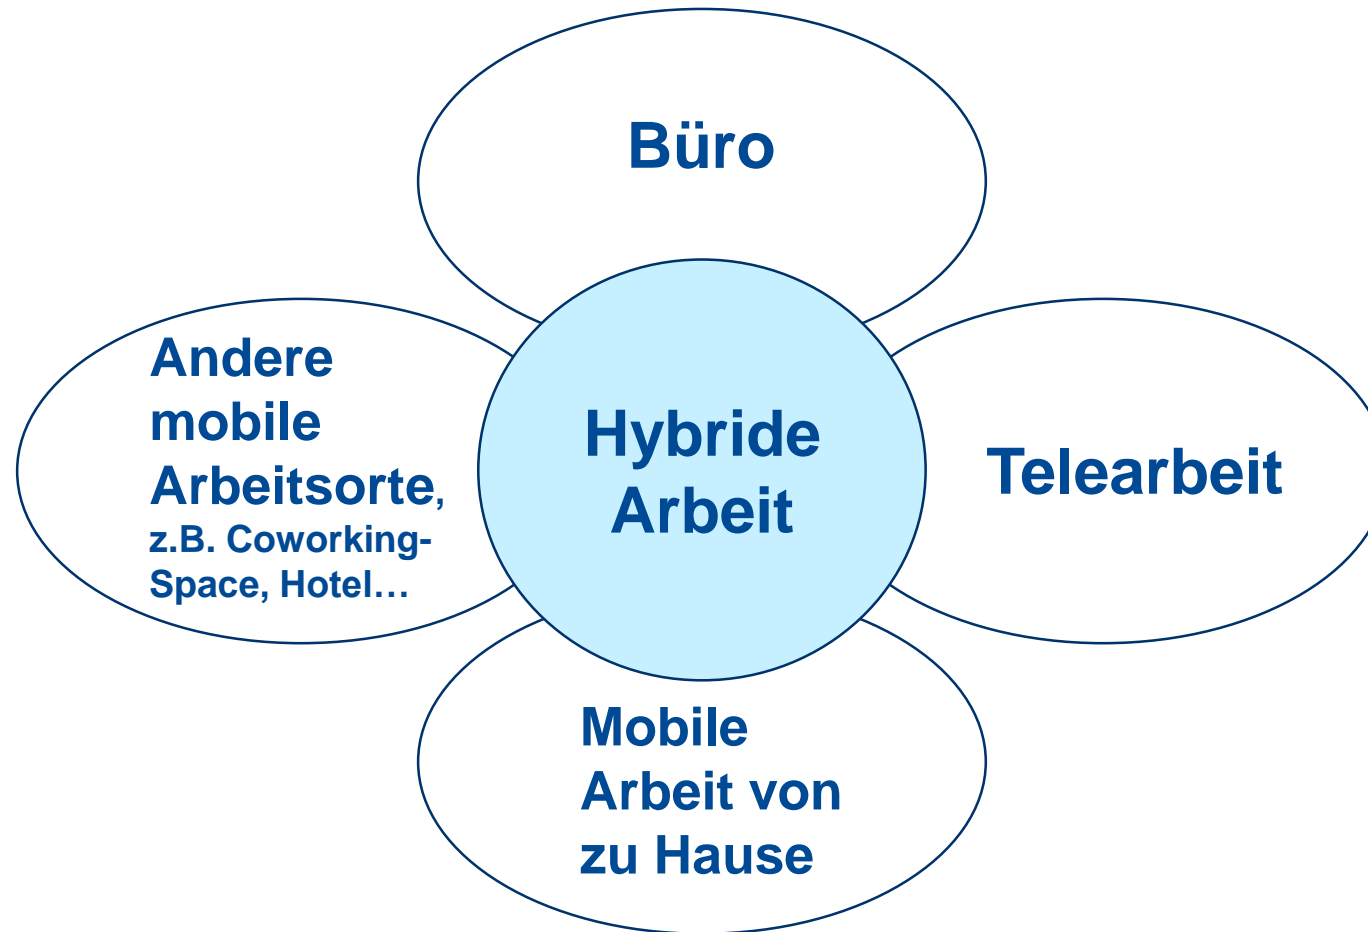 Büro
Andere
mobile
Arbeitsorte,
z.B. Coworking-
Space, Hotel…
Hybride
Arbeit
Telearbeit
Mobile
Arbeit von
zu Hause